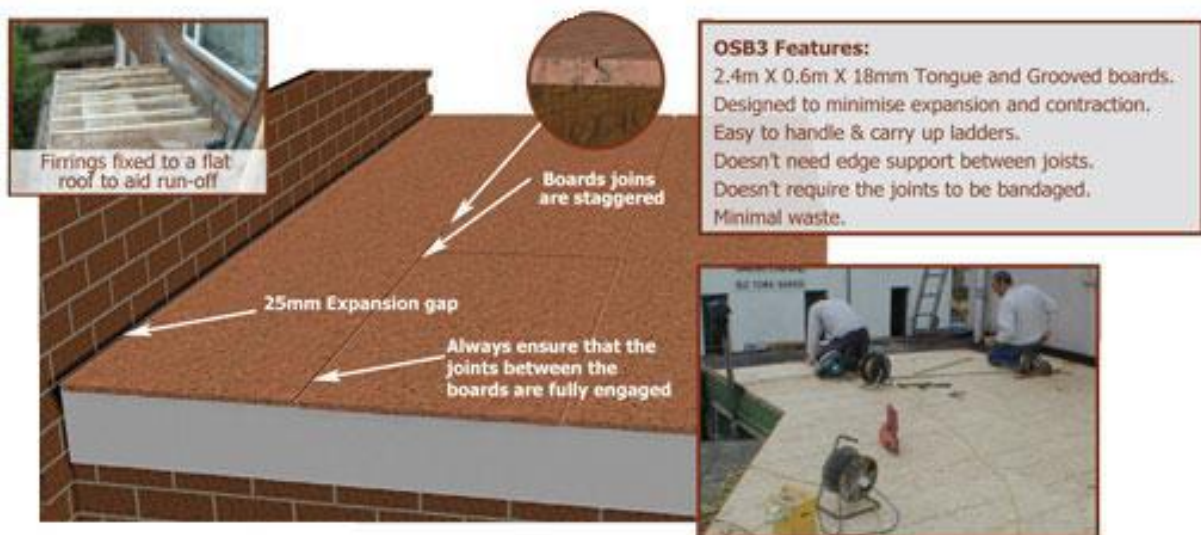 Firrings fixed to a flat
roof to aid run-off
Boards joins
are staggered
25mm Expansion gap
Always ensure that the
joints between the
boards are fully engaged
OSB3 Features:
2.4m X 0.6m X 18mm Tongue and Grooved boards.
Designed to minimise expansion and contraction.
Easy to handle & carry up ladders.
Doesn't need edge support between joists.
Doesn't require the joints to be bandaged.
Minimal waste.